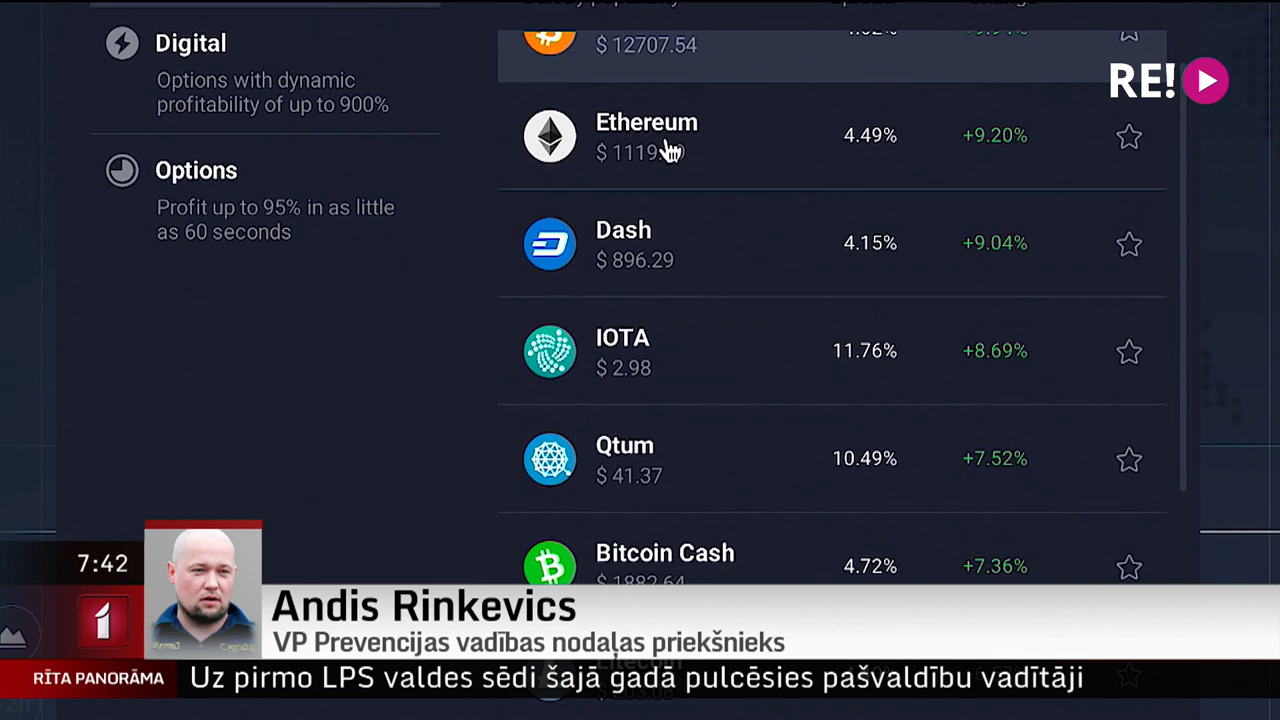 Digital
Options with dynamic
profitability of up to 900%
Options
Profit up to 95% in as little
as 60 seconds
$ 12707.54
Ethereum
$ 1119
4.49%
+9.20%
Dash
$ 896.29
4.15%
+9.04%
IOTA
$ 2.98
11.76%
+8.69%
Qtum
$ 41.37
10.49%
+7.52%
Bitcoin Cash
$ 1882.64
4.72%
+7.36%
RE!
7:42
1
Andis Rinkevics
VP Prevencijas vadības nodaļas priekšnieks
RĪTA PANORĀMA
Uz pirmo LPS valdes sēdi šajā gadā pulcēsies pašvaldību vadītāji